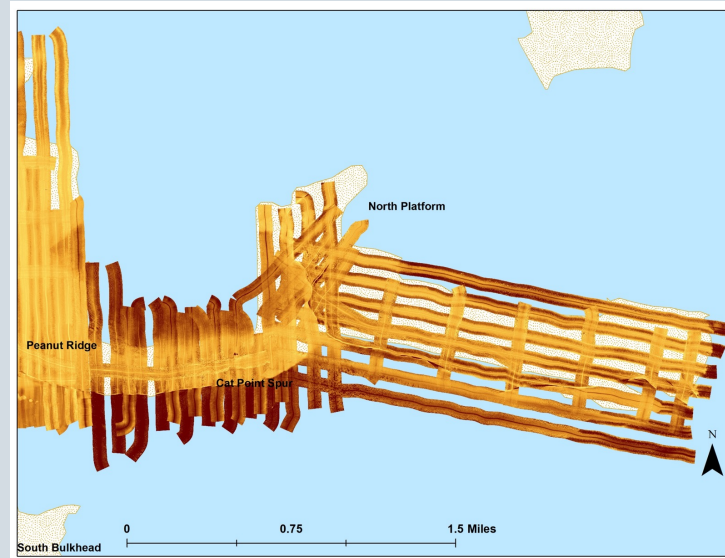 North Platform
Peanut Ridge
Cat Point Spur
N
0 0.75 1.5 Miles
South Bulkhead